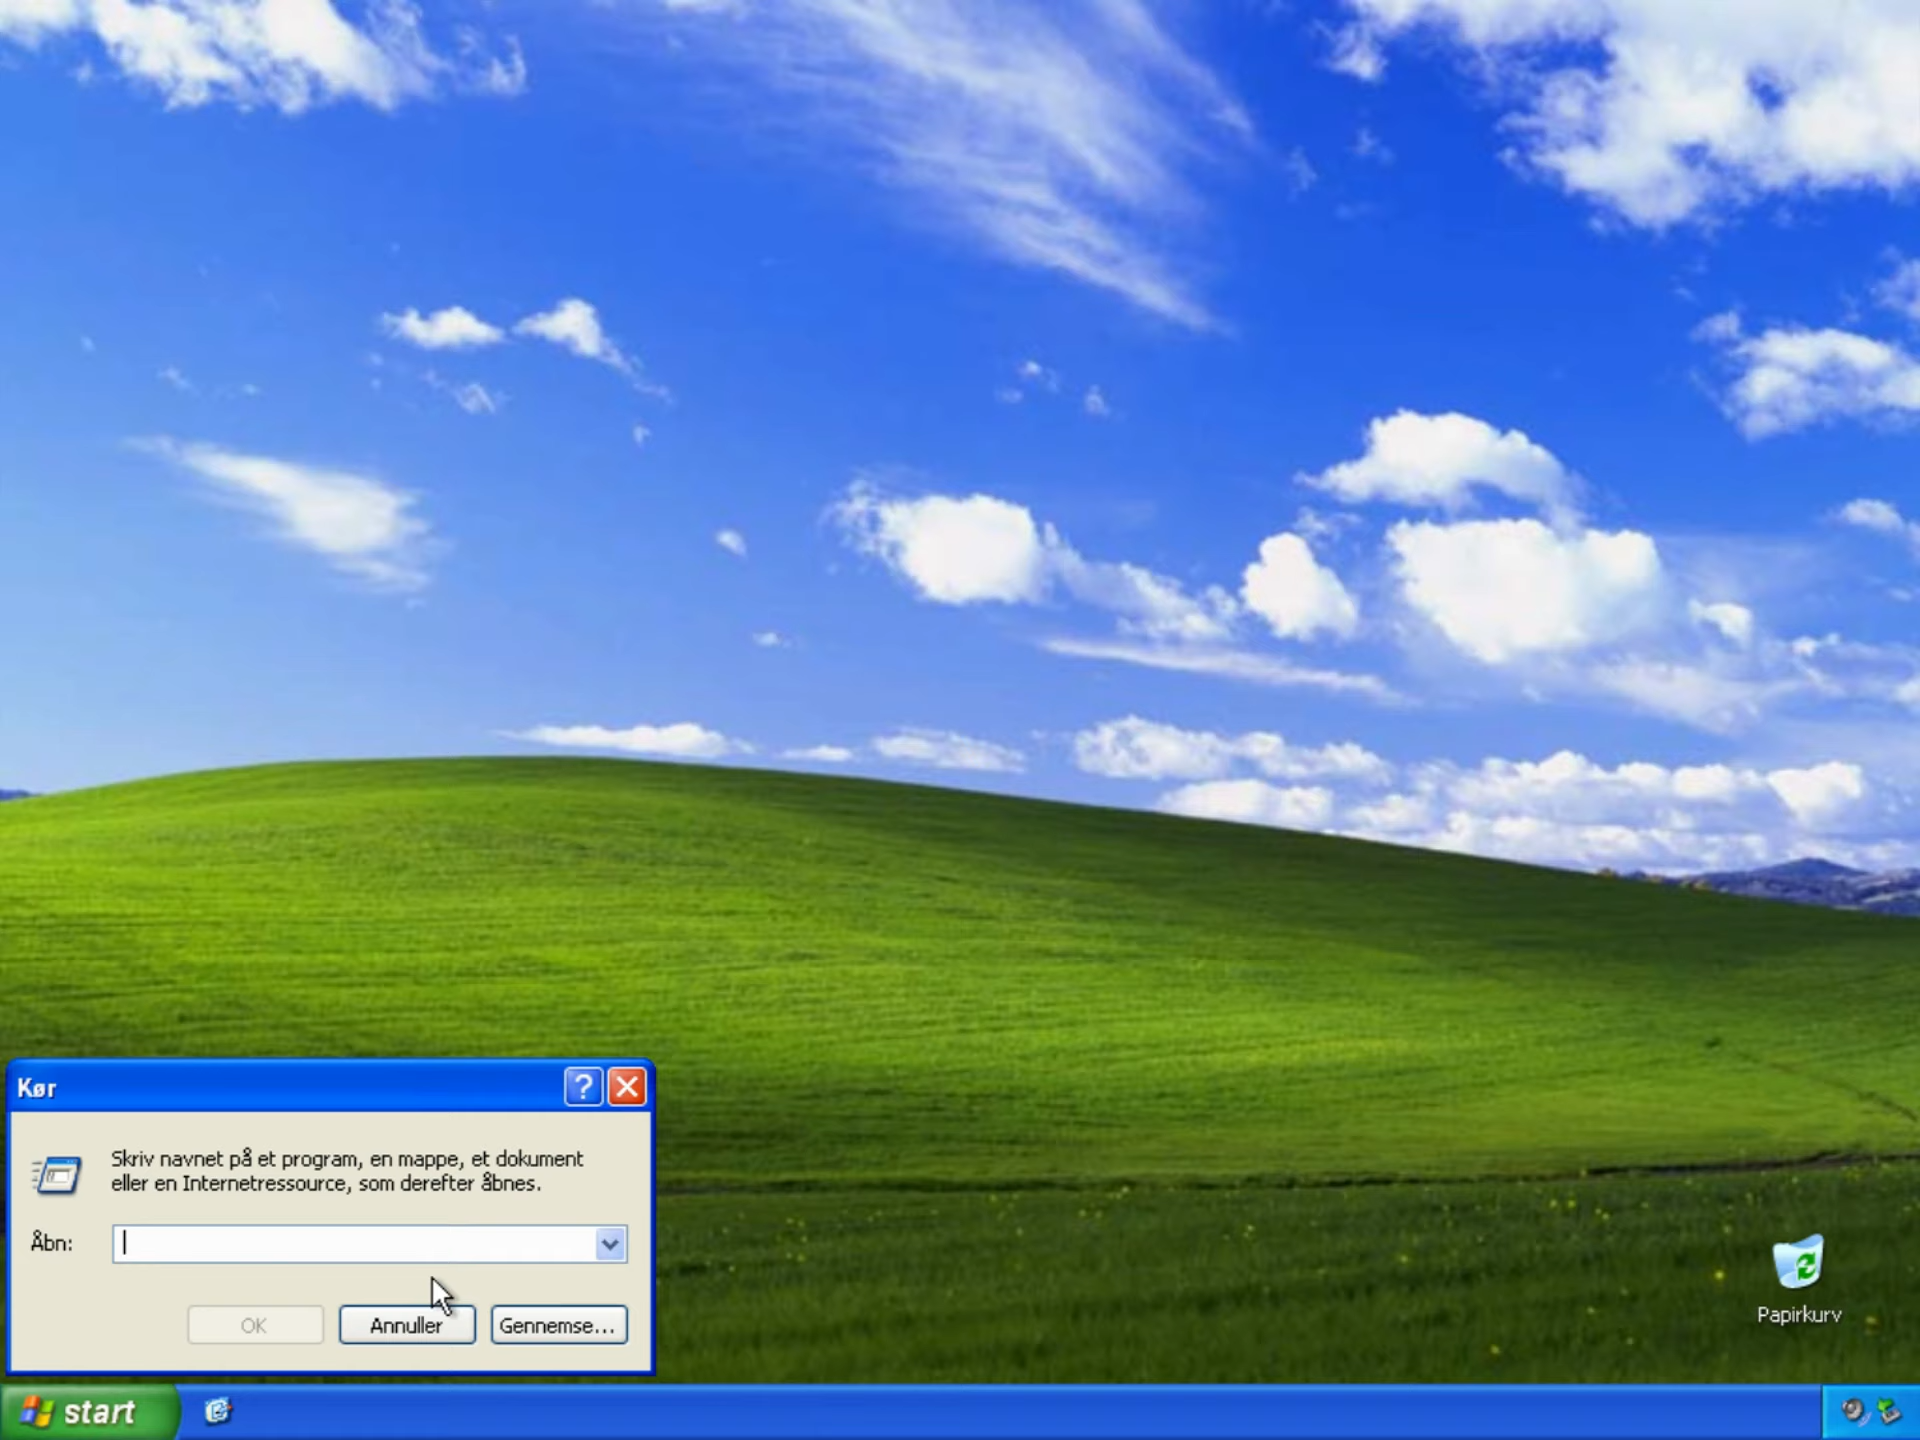 Kør
Skriv navnet på et program, en mappe, et dokument
eller en Internetressource, som derefter åbnes.
Åbn:
OK
Annuller
Gennemse...
Papirkurv
start